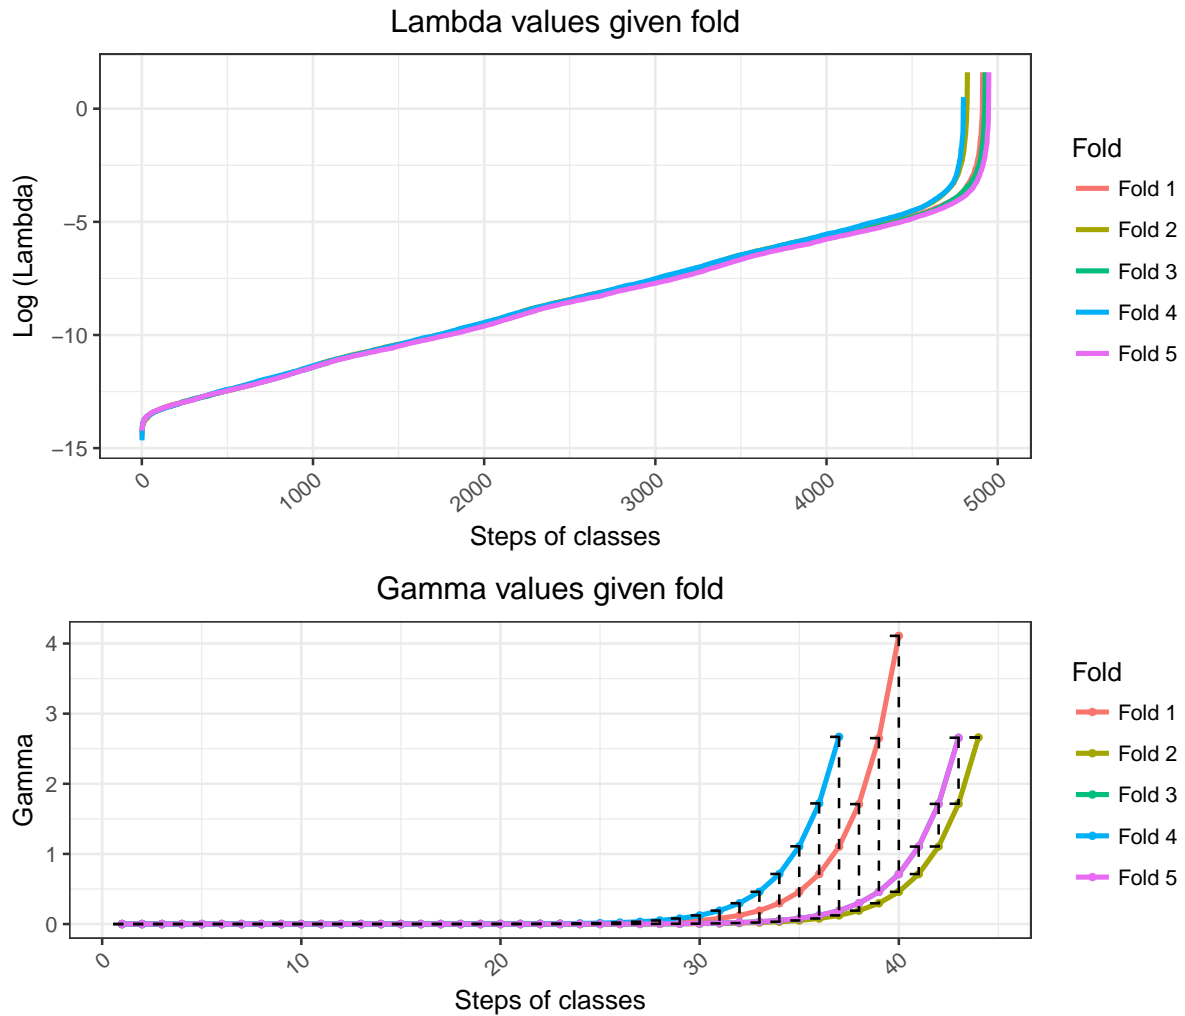 Lambda values given fold
Log (Lambda)
0
−5
−10
−15
0
1000
2000
3000
4000
5000
Steps of classes
Fold
Fold 1
Fold 2
Fold 3
Fold 4
Fold 5
Gamma values given fold
Gamma
4
3
2
1
0
0
10
20
30
40
Steps of classes
Fold
Fold 1
Fold 2
Fold 3
Fold 4
Fold 5